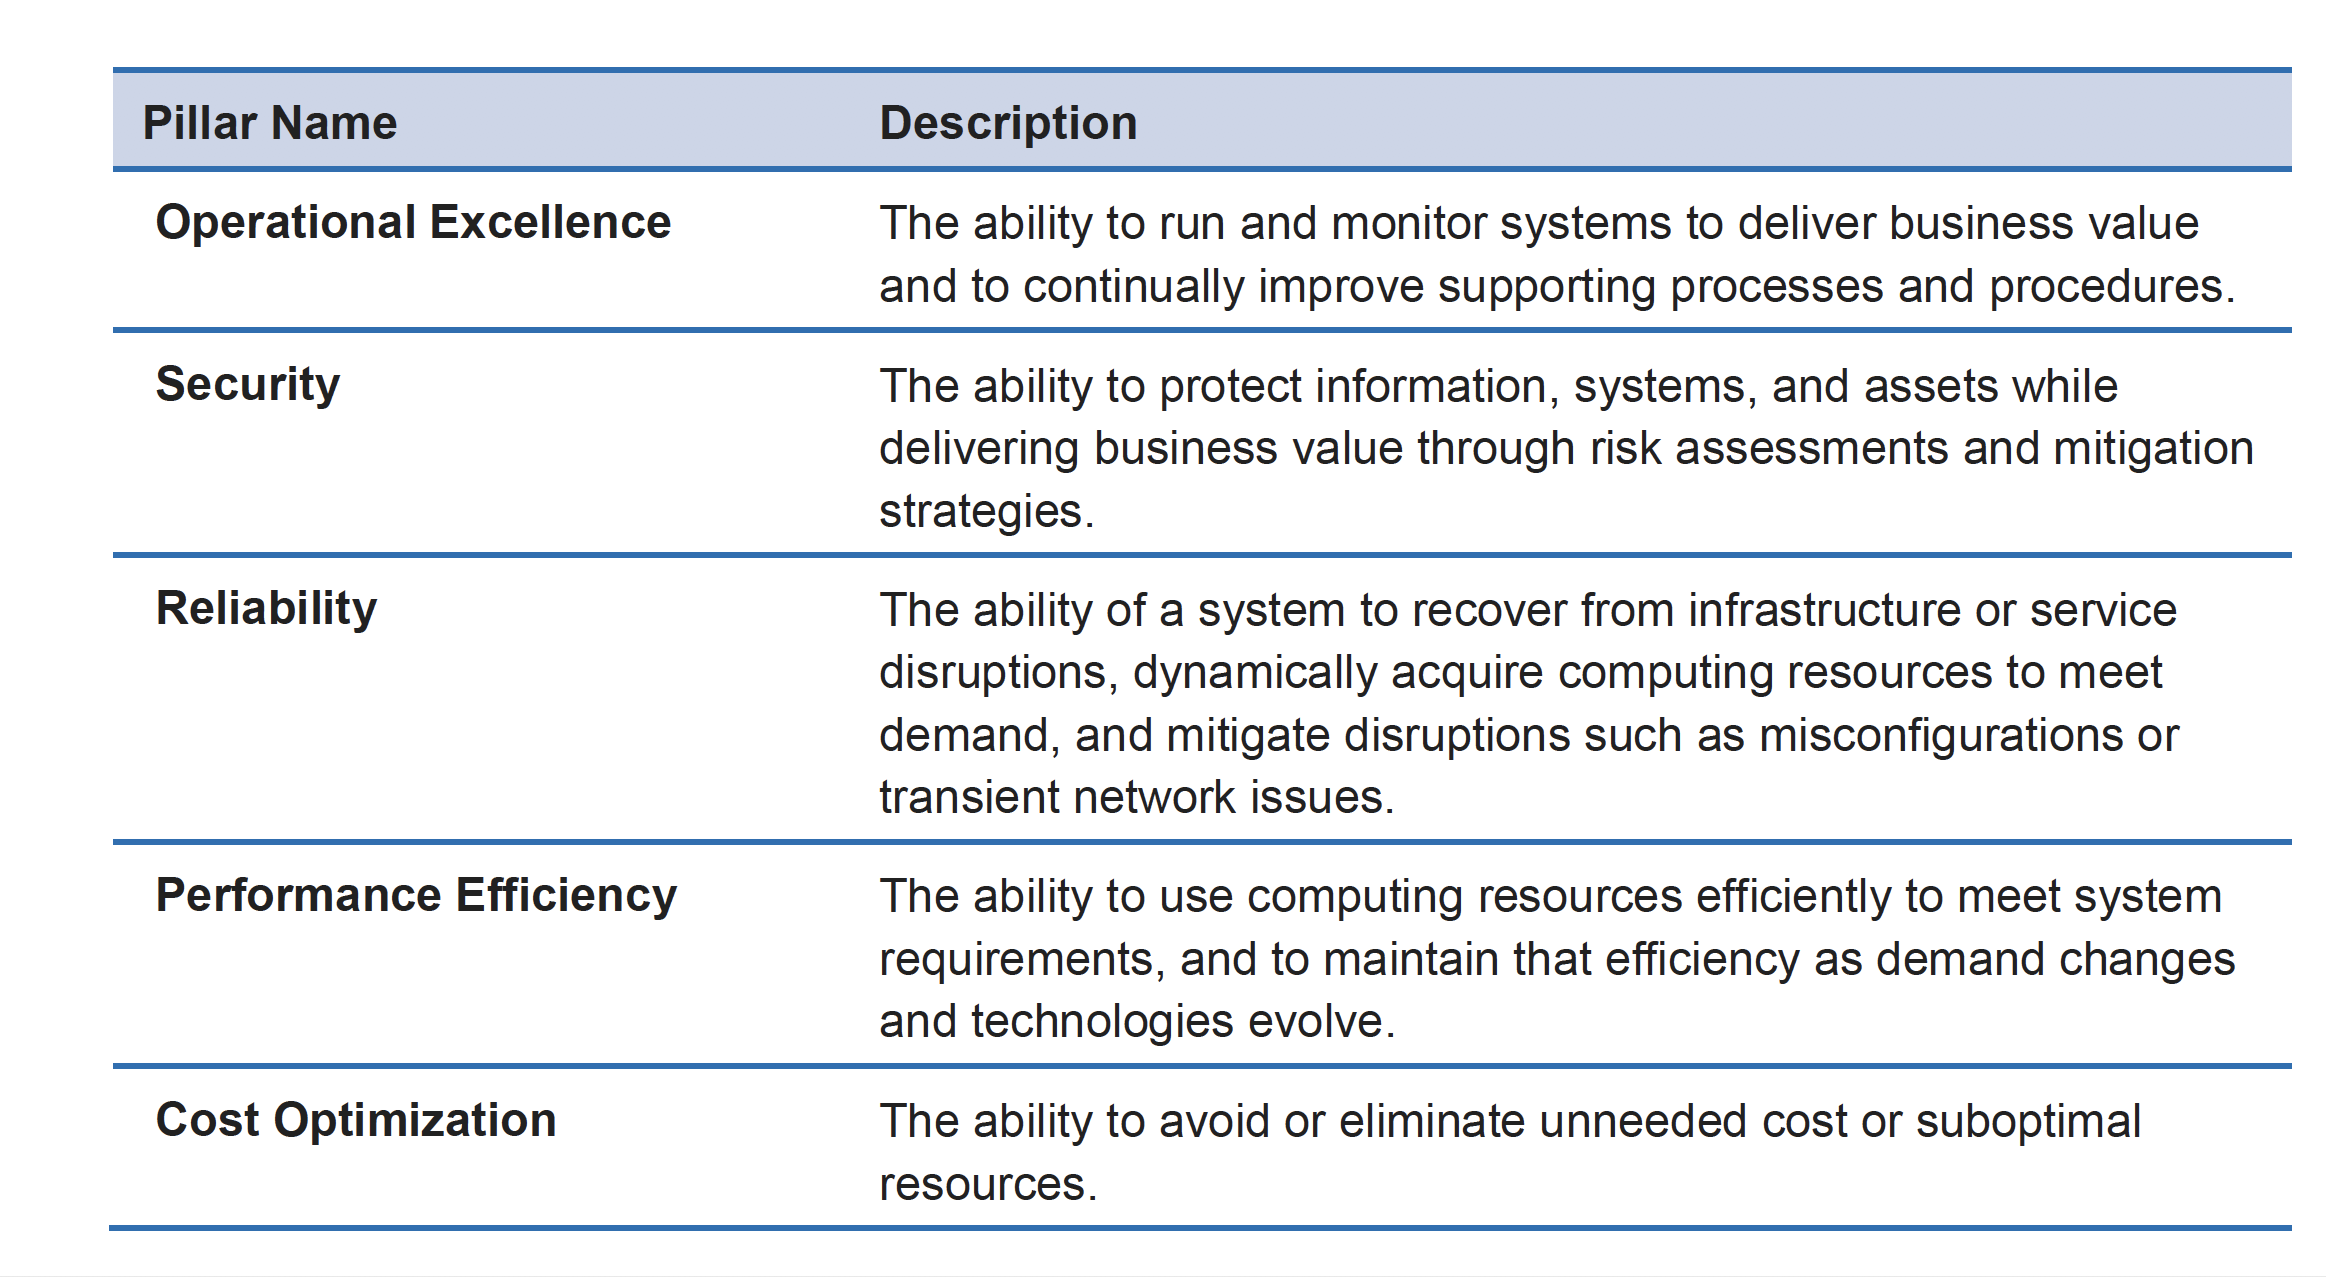 Pillar Name Description
Operational Excellence The ability to run and monitor systems to deliver business value
and to continually improve supporting processes and procedures.
Security The ability to protect information, systems, and assets while
delivering business value through risk assessments and mitigation
strategies.
Reliability The ability of a system to recover from infrastructure or service
disruptions, dynamically acquire computing resources to meet
demand, and mitigate disruptions such as misconfigurations or
transient network issues.
Performance Efficiency The ability to use computing resources efficiently to meet system
requirements, and to maintain that efficiency as demand changes
and technologies evolve.
Cost Optimization The ability to avoid or eliminate unneeded cost or suboptimal
resources.